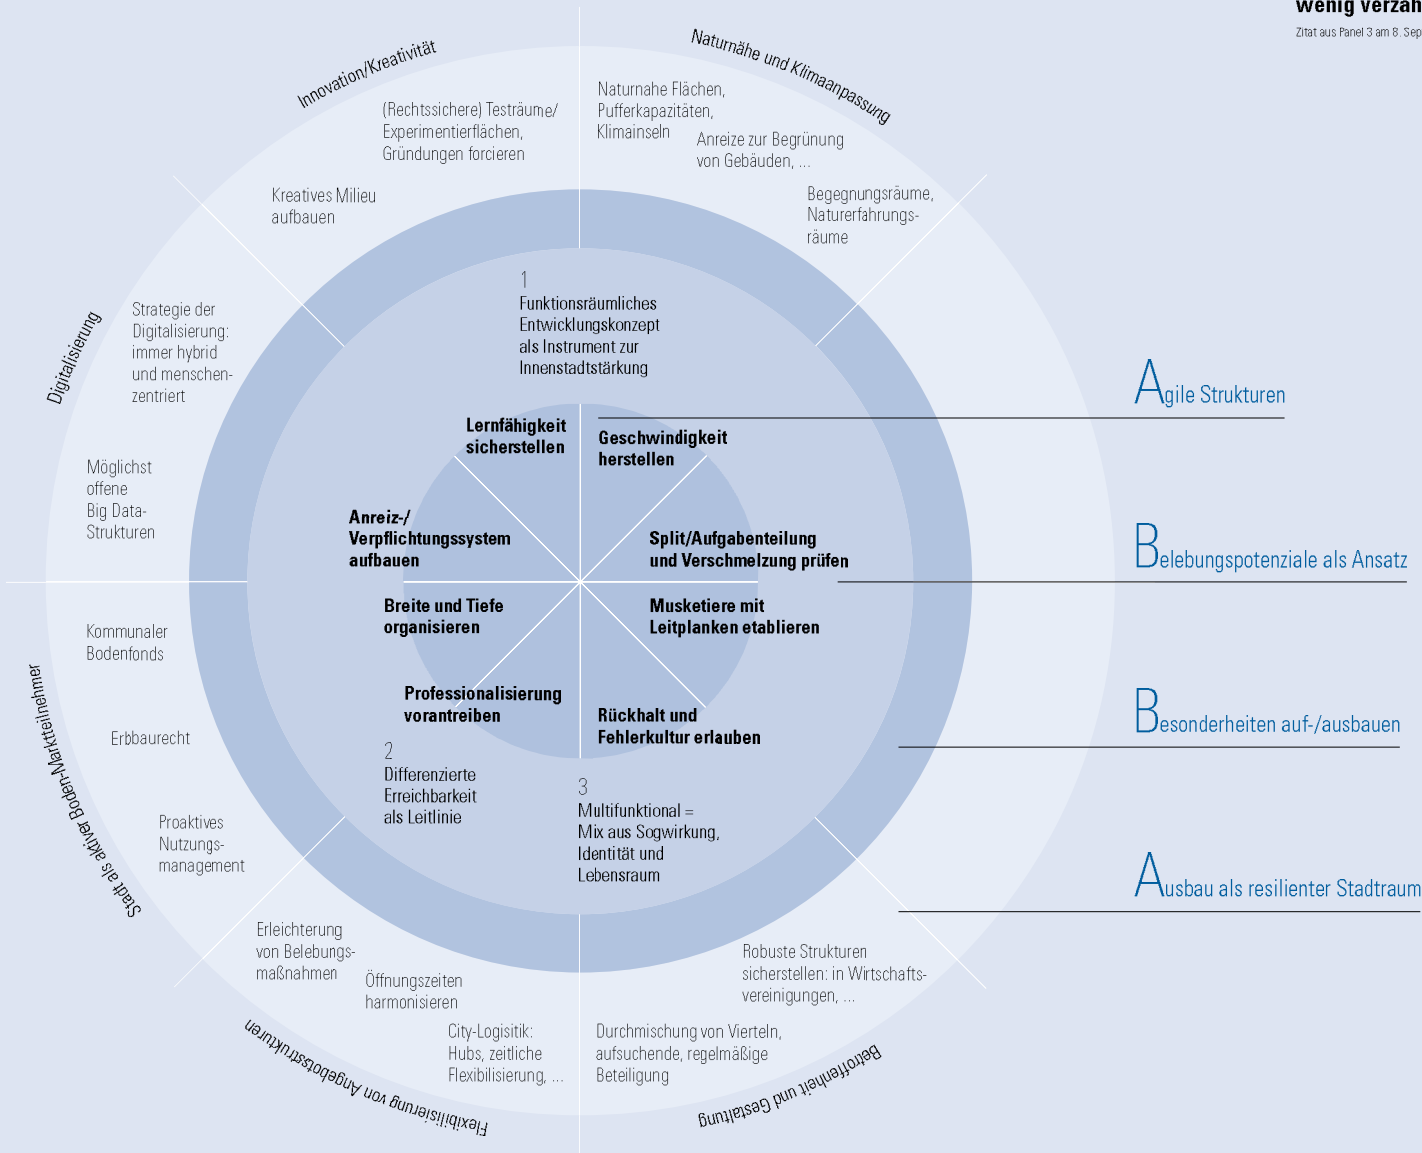 wenig verzah
Zitat aus Panel 3 am 8. Sep
Innovation/Kreativität
(Rechtssichere) Testräume/
Experimentierflächen,
Gründungen forcieren
Kreatives Milieu
aufbauen
Naturnähe und Klimaanpassung
Naturnahe Flächen,
Pufferkapazitäten,
Klimainseln
Anreize zur Begrünung
von Gebäuden, ...
Begegnungsräume,
Naturerfahrungs-
räume
Digitalisierung
Strategie der
Digitalisierung:
immer hybrid
und menschen-
zentriert
Möglichst
offene
Big Data-
Strukturen
1
Funktionsräumliches
Entwicklungskonzept
als Instrument zur
Innenstadtstärkung
Lernfähigkeit
sicherstellen
Geschwindigkeit
herstellen
Anreiz-/
Verpflichtungssystem
aufbauen
Split/Aufgabenteilung
und Verschmelzung prüfen
Breite und Tiefe
organisieren
Musketiere mit
Leitplanken etablieren
Professionalisierung
vorantreiben
Rückhalt und
Fehlerkultur erlauben
2
Differenzierte
Erreichbarkeit
als Leitlinie
3
Multifunktional =
Mix aus Sogwirkung,
Identität und
Lebensraum
Agile Strukturen
Belebungspotenziale als Ansatz
Besonderheiten auf-/ausbauen
Ausbau als resilienter Stadtraum
Stadt als aktiver Boden-Marktteilnehmer
Kommunaler
Bodenfonds
Erbbaurecht
Proaktives
Nutzungs-
management
Flexibilisierung von Angebotsstrukturen
Erleichterung
von Belebungs-
maßnahmen
Öffnungszeiten
harmonisieren
City-Logisitik:
Hubs, zeitliche
Flexibilisierung, ...
Betroffenheit und Gestaltung
Robuste Strukturen
sicherstellen: in Wirtschafts-
vereinigungen, ...
Durchmischung von Vierteln,
aufsuchende, regelmäßige
Beteiligung